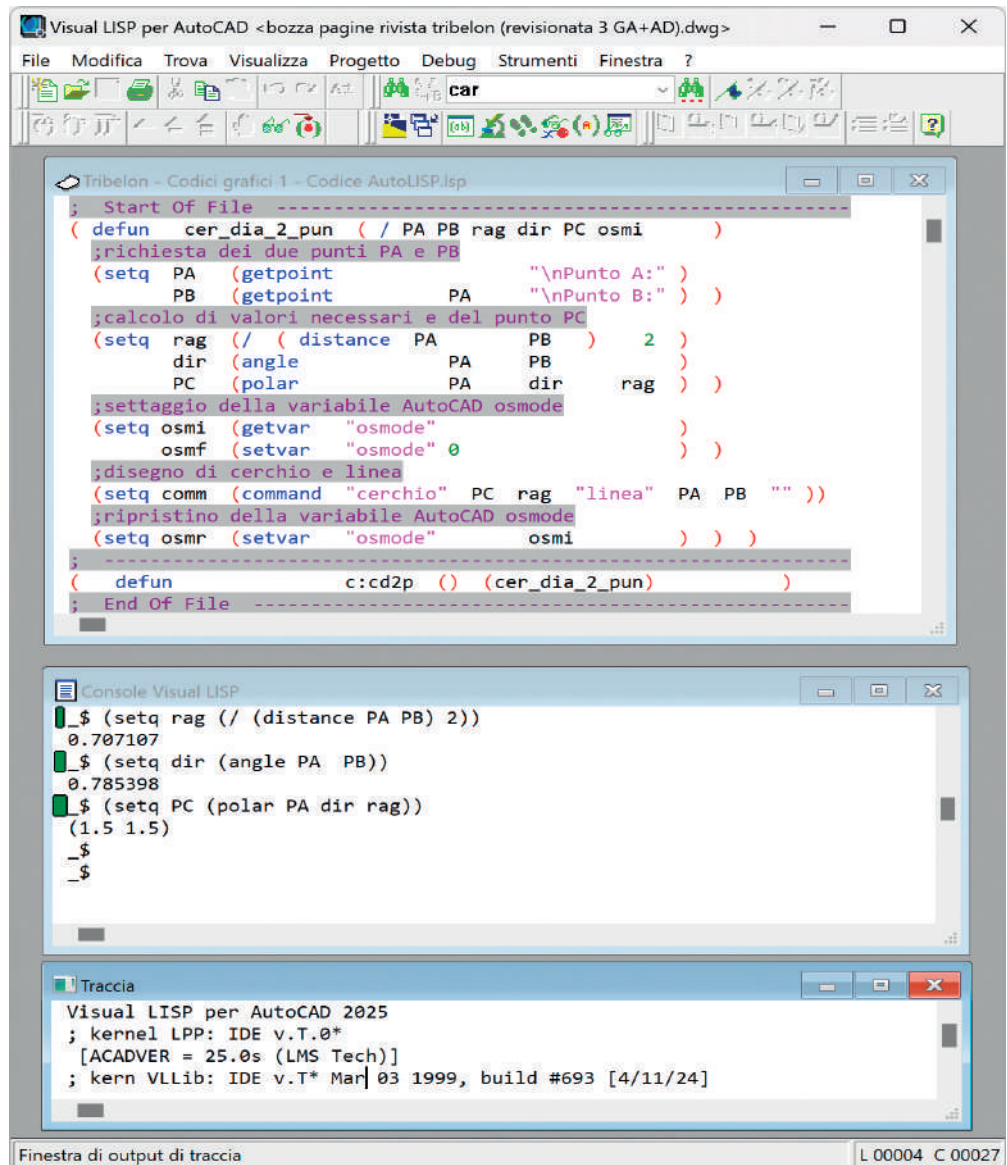 Visual LISP per AutoCAD <bozza pagine rivista tribelon (revisionata 3 GA+AD).dwg>
File Modifica Trova Visualizza Progetto Debug Strumenti Finestra ?
car
Tribelon - Codici grafici 1 - Codice AutoLISP.lsp
; Start Of File ----------------------------------------------------
( defun cer_dia_2_pun ( / PA PB rag dir PC osmi )
;richiesta dei due punti PA e PB
(setq PA (getpoint "\nPunto A:" )
PB (getpoint PA "\nPunto B:" ) )
;calcolo di valori necessari e del punto PC
(setq rag (/ ( distance PA PB ) 2 )
dir (angle PA PB )
PC (polar PA dir rag ) )
;settaggio della variabile AutoCAD osmode
(setq osmi (getvar "osmode" )
osmf (setvar "osmode" 0 ) )
;disegno di cerchio e linea
(setq comm (command "cerchio" PC rag "linea" PA PB "" ))
;ripristino della variabile AutoCAD osmode
(setq osmr (setvar "osmode" osmi ) ) )
; -------------------------------------------------------------------
( defun c:cd2p () (cer_dia_2_pun) )
; End Of File ------------------------------------------------------
Console Visual LISP
_$ (setq rag (/ (distance PA PB) 2))
0.707107
_$ (setq dir (angle PA PB))
0.785398
_$ (setq PC (polar PA dir rag))
(1.5 1.5)
_$
_$
Traccia
Visual LISP per AutoCAD 2025
; kernel LPP: IDE v.T.0*
[ACADVER = 25.0s (LMS Tech)]
; kern VLLib: IDE v.T* Mar 03 1999, build #693 [4/11/24]
Finestra di output di traccia L 00004 C 00027